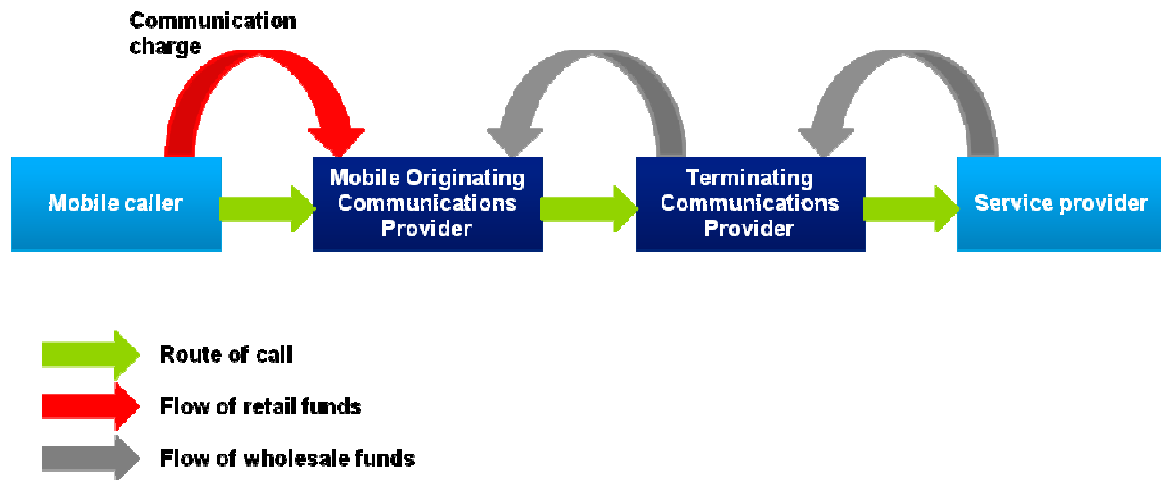 Communication
charge
Mobile caller
Mobile Originating
Communications
Provider
Terminating
Communications
Provider
Service provider
Route of call
Flow of retail funds
Flow of wholesale funds